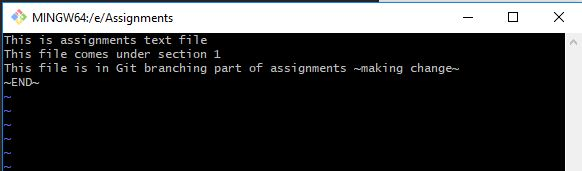 MINGW64:/e/Assignments
This is assignments text file
This file comes under section 1
This file is in Git branching part of assignments ~making change~
~END~
~
~
~
~
~
~